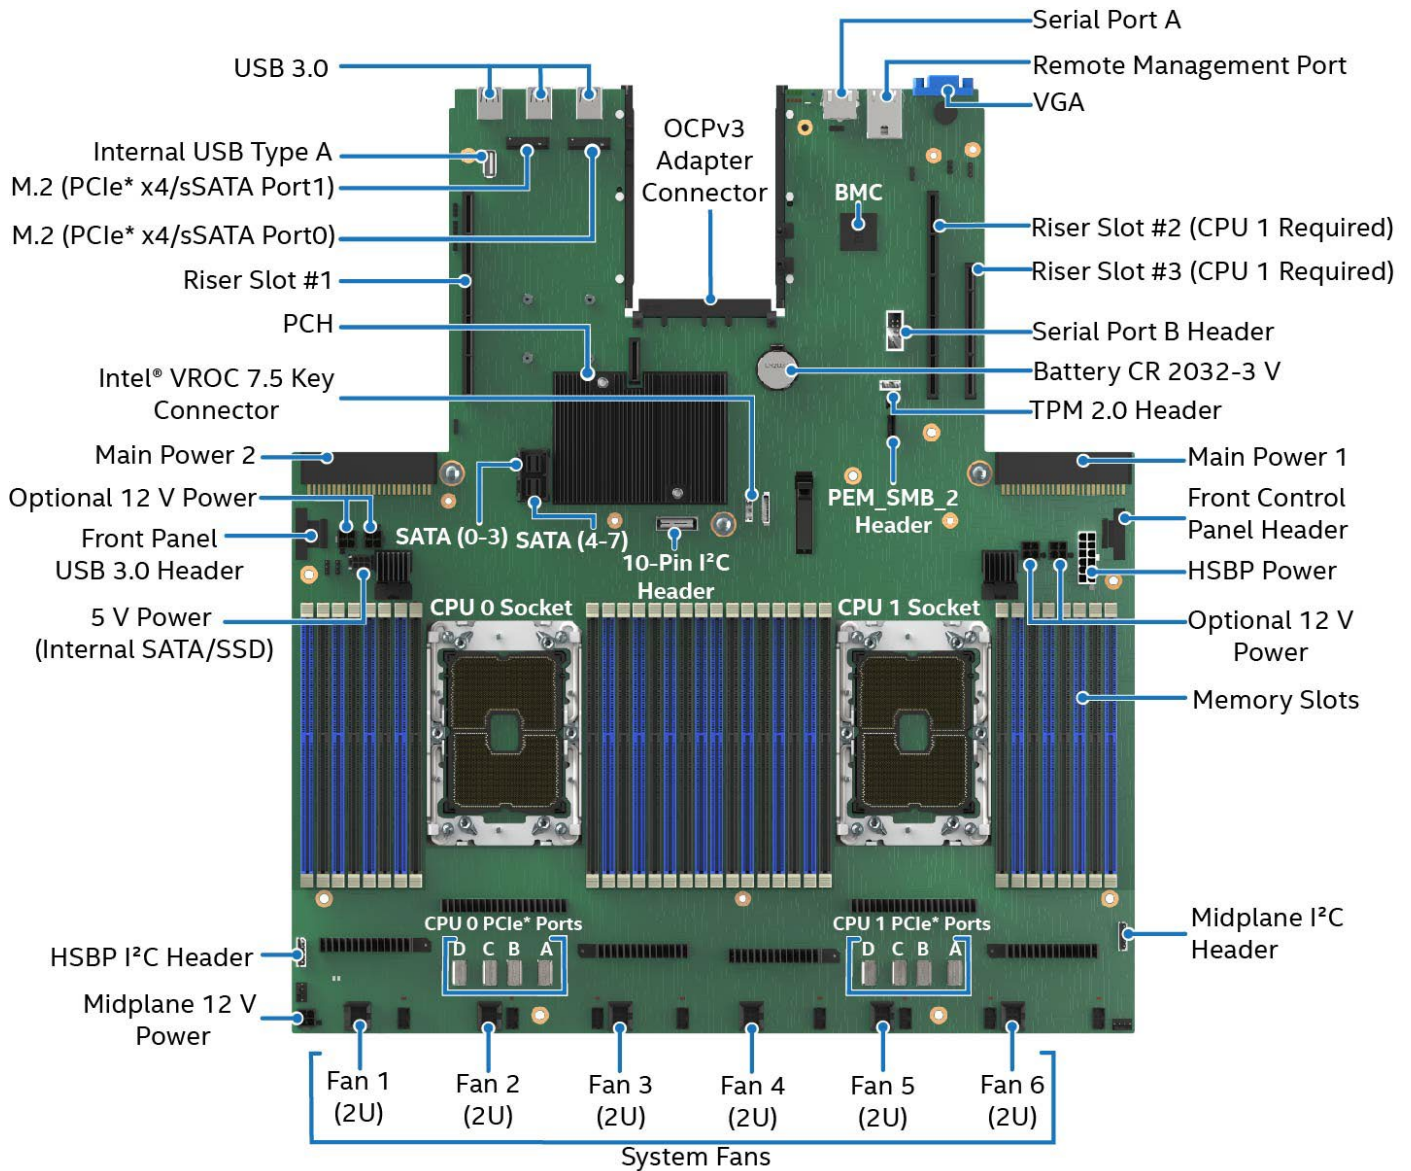 Serial Port A
USB 3.0
Remote Management Port
VGA
OCPv3
Adapter
Connector
Internal USB Type A
M.2 (PCIe* x4/sSATA Port1)
BMC
M.2 (PCIe* x4/sSATA Port0)
Riser Slot #2 (CPU 1 Required)
Riser Slot #1
Riser Slot #3 (CPU 1 Required)
PCH
Serial Port B Header
Intel® VROC 7.5 Key
Connector
Battery CR 2032-3 V
TPM 2.0 Header
Main Power 2
Main Power 1
Optional 12 V Power
PEM_SMB_2
Header
Front Control
Panel Header
SATA (0-3)
SATA (4-7)
Front Panel
USB 3.0 Header
10-Pin I²C
Header
HSBP Power
CPU 0 Socket
CPU 1 Socket
5 V Power
(Internal SATA/SSD)
Optional 12 V
Power
Memory Slots
CPU 0 PCIe* Ports
D C B A
CPU 1 PCIe* Ports
D C B A
Midplane I²C
Header
HSBP I²C Header
Midplane 12 V
Power
Fan 1
(2U)
Fan 2
(2U)
Fan 3
(2U)
Fan 4
(2U)
Fan 5
(2U)
Fan 6
(2U)
System Fans